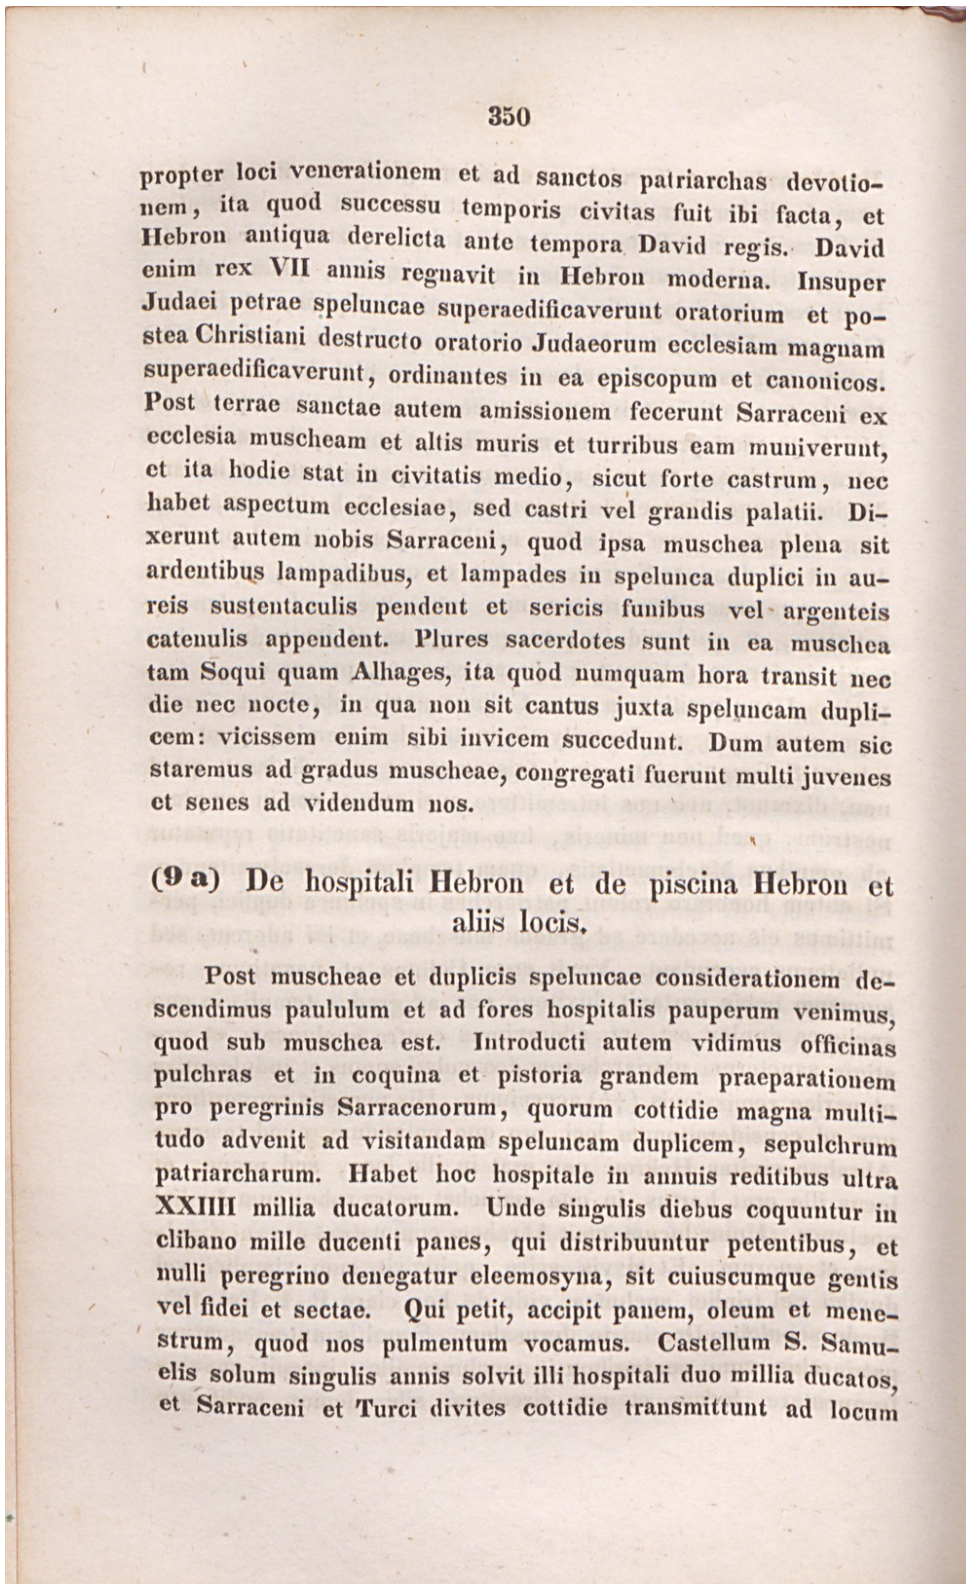 350
propter loci venerationem et ad sanctos patriarchas devotio-
nem, ita quod successu temporis civitas fuit ibi facta, et
Hebron antiqua derelicta ante tempora David regis. David
enim rex VII annis regnavit in Hebron moderna. Insuper
Judaei petrae speluncae superaedificaverunt oratorium et po-
stea Christiani destructo oratorio Judaeorum ecclesiam magnam
superaedificaverunt, ordinantes in ea episcopum et canonicos.
Post terrae sanctae autem amissionem fecerunt Sarraceni ex
ecclesia muscheam et altis muris et turribus eam muniverunt,
et ita hodie stat in civitatis medio, sicut forte castrum, nec
habet aspectum ecclesiae, sed castri vel grandis palatii. Di-
xerunt autem nobis Sarraceni, quod ipsa muschea plena sit
ardentibus lampadibus, et lampades in spelunca duplici in au-
reis sustentaculis pendent et sericis funibus vel argenteis
catenulis appendent. Plures sacerdotes sunt in ea muschea
tam Soqui quam Alhages, ita quod numquam hora transit nec
die nec nocte, in qua non sit cantus juxta speluncam dupli-
cem: vicissem enim sibi invicem succedunt. Dum autem sic
staremus ad gradus muscheae, congregati fuerunt multi juvenes
et senes ad videndum nos.
(9 a) De hospitali Hebron et de piscina Hebron et
aliis locis.
Post muscheae et duplicis speluncae considerationem de-
scendimus paululum et ad fores hospitalis pauperum venimus,
quod sub muschea est. Introducti autem vidimus officinas
pulchras et in coquina et pistoria grandem praeparationem
pro peregrinis Sarracenorum, quorum cottidie magna multi-
tudo advenit ad visitandam speluncam duplicem, sepulchrum
patriarcharum. Habet hoc hospitale in annuis reditibus ultra
XXIIII millia ducatorum. Unde singulis diebus coquuntur in
clibano mille ducenti panes, qui distribuuntur petentibus, et
nulli peregrino denegatur eleemosyna, sit cuiuscumque gentis
vel fidei et sectae. Qui petit, accipit panem, oleum et mene-
strum, quod nos pulmentum vocamus. Castellum S. Samu-
elis solum singulis annis solvit illi hospitali duo millia ducatos,
et Sarraceni et Turci divites cottidie transmittunt ad locum